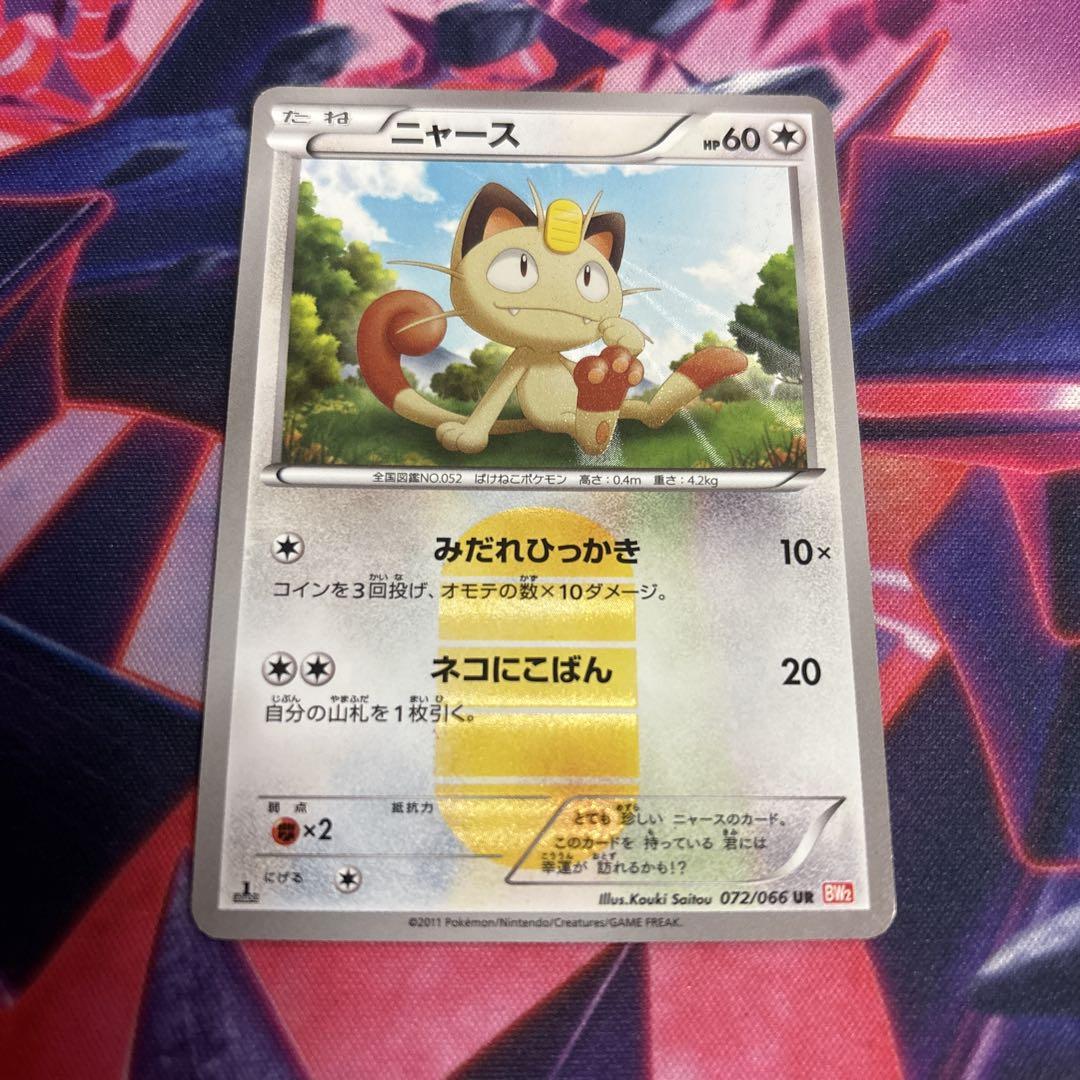 たね ニャース HP60
全国図鑑NO.052 ばけねこポケモン 高さ:0.4m 重さ:4.2kg
みだれひっかき 10×
コインを3回投げ、オモテの数×10ダメージ。
ネコにこばん 20
自分の山札を1枚引く。
弱点 抵抗力
×2
にげる
とても 珍しい ニャースのカード。
このカードを 持っている 君には
幸運が 訪れるかも!?
1
Illus.Kouki Saitou 072/066 UR BW2
©2011 Pokémon/Nintendo/Creatures/GAME FREAK.